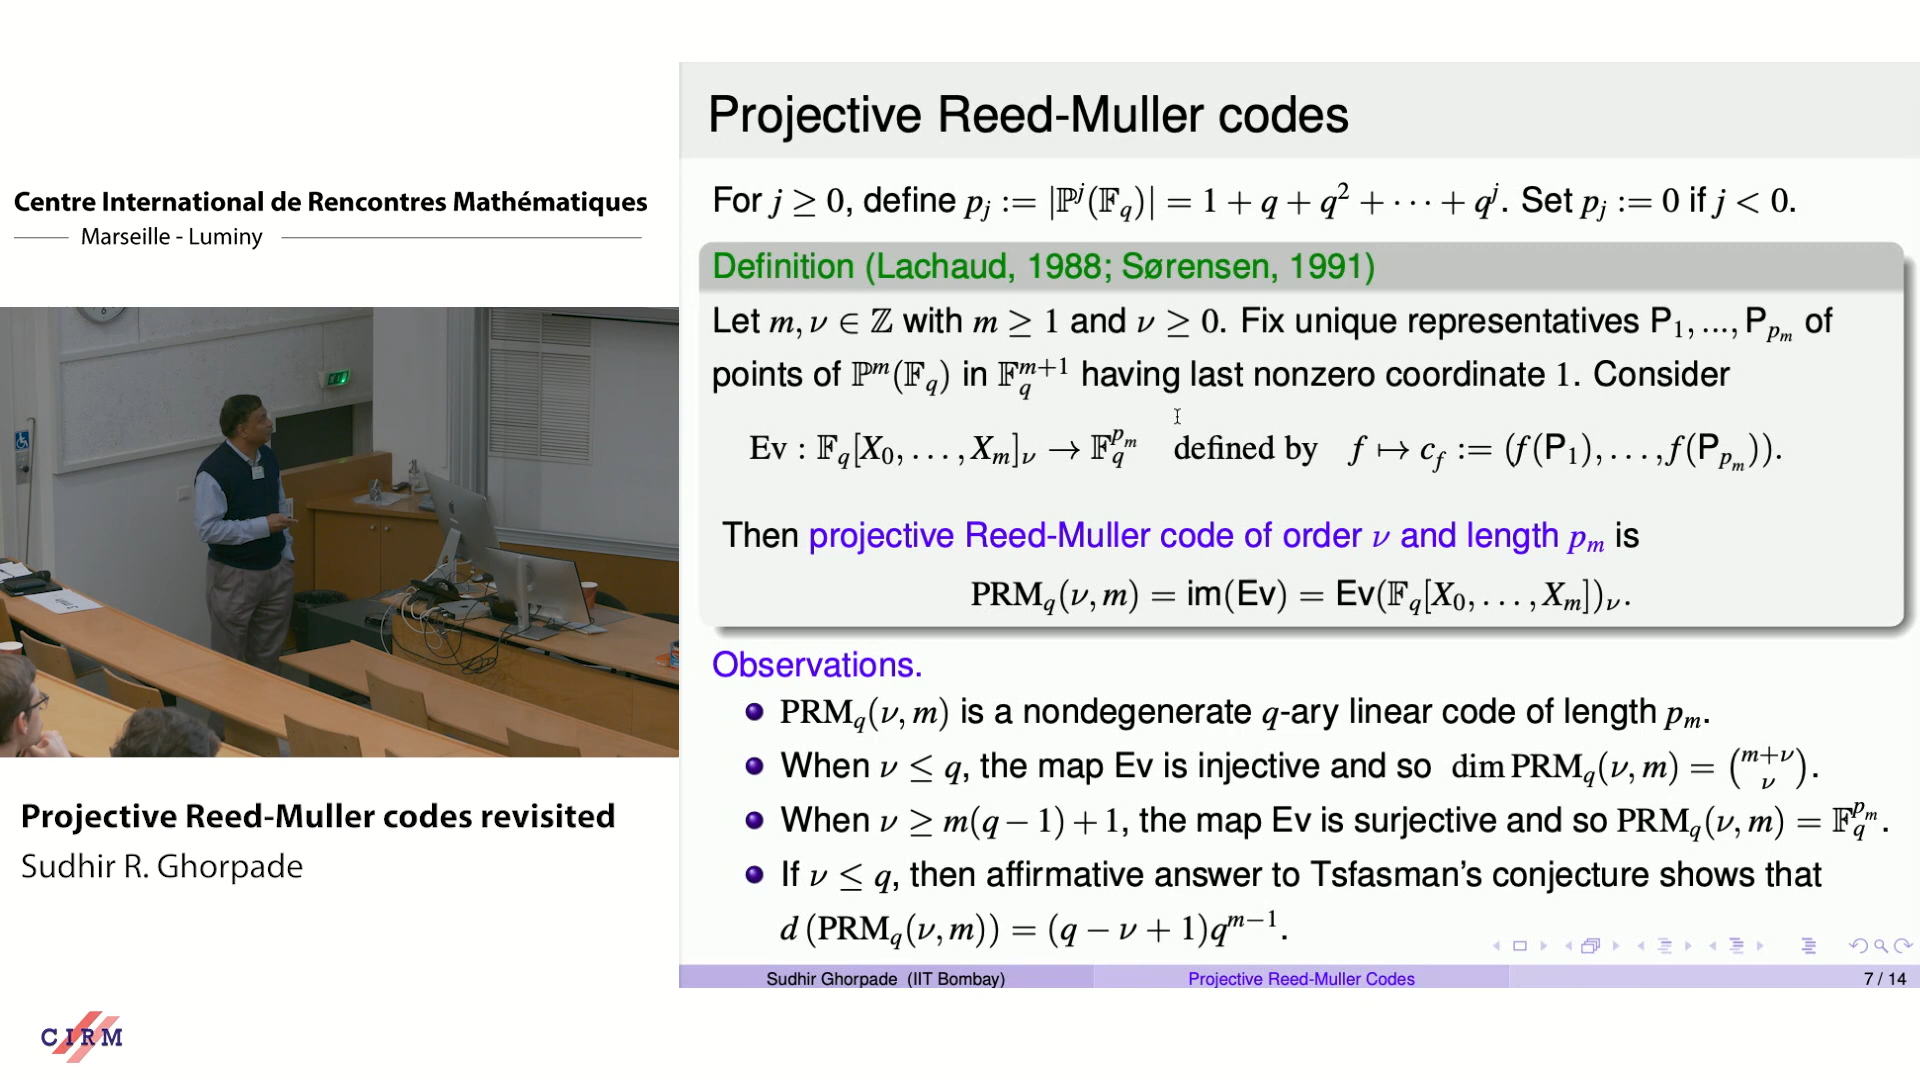 Centre International de Rencontres Mathématiques
Marseille - Luminy
Projective Reed-Muller codes revisited
Sudhir R. Ghorpade
CIRM
Projective Reed-Muller codes
For j ≥ 0, define p_j := |ℙ^j(𝔽_q)| = 1 + q + q² + ··· + q^j. Set p_j := 0 if j < 0.
Definition (Lachaud, 1988; Sørensen, 1991)
Let m, ν ∈ ℤ with m ≥ 1 and ν ≥ 0. Fix unique representatives P₁, ..., P_{p_m} of
points of ℙ^m(𝔽_q) in 𝔽_q^{m+1} having last nonzero coordinate 1. Consider
Ev : 𝔽_q[X₀, . . . , X_m]_ν → 𝔽_q^{p_m} defined by f ↦ c_f := (f(P₁), . . . , f(P_{p_m})).
Then projective Reed-Muller code of order ν and length p_m is
PRM_q(ν, m) = im(Ev) = Ev(𝔽_q[X₀, . . . , X_m])_ν.
Observations.
PRM_q(ν, m) is a nondegenerate q-ary linear code of length p_m.
When ν ≤ q, the map Ev is injective and so dim PRM_q(ν, m) = \binom{m+ν}{ν}.
When ν ≥ m(q − 1) + 1, the map Ev is surjective and so PRM_q(ν, m) = 𝔽_q^{p_m}.
If ν ≤ q, then affirmative answer to Tsfasman's conjecture shows that
d (PRM_q(ν, m)) = (q − ν + 1)q^{m−1}.
Sudhir Ghorpade (IIT Bombay)
Projective Reed-Muller Codes
7 / 14